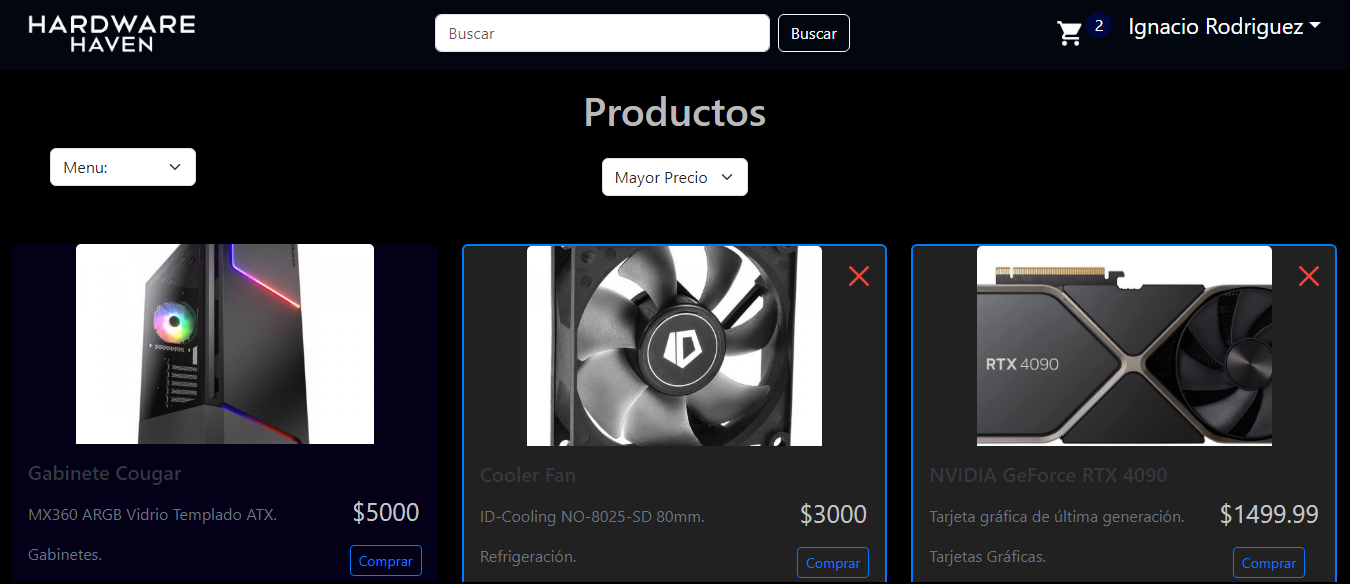 HARDWARE
HAVEN
Buscar
Buscar
2
Ignacio Rodriguez
Productos
Menu:
Mayor Precio
Gabinete Cougar
MX360 ARGB Vidrio Templado ATX.
$5000
Gabinetes.
Comprar
ID
Cooler Fan
ID-Cooling NO-8025-SD 80mm.
$3000
Refrigeración.
Comprar
RTX 4090
NVIDIA GeForce RTX 4090
Tarjeta gráfica de última generación.
$1499.99
Tarjetas Gráficas.
Comprar